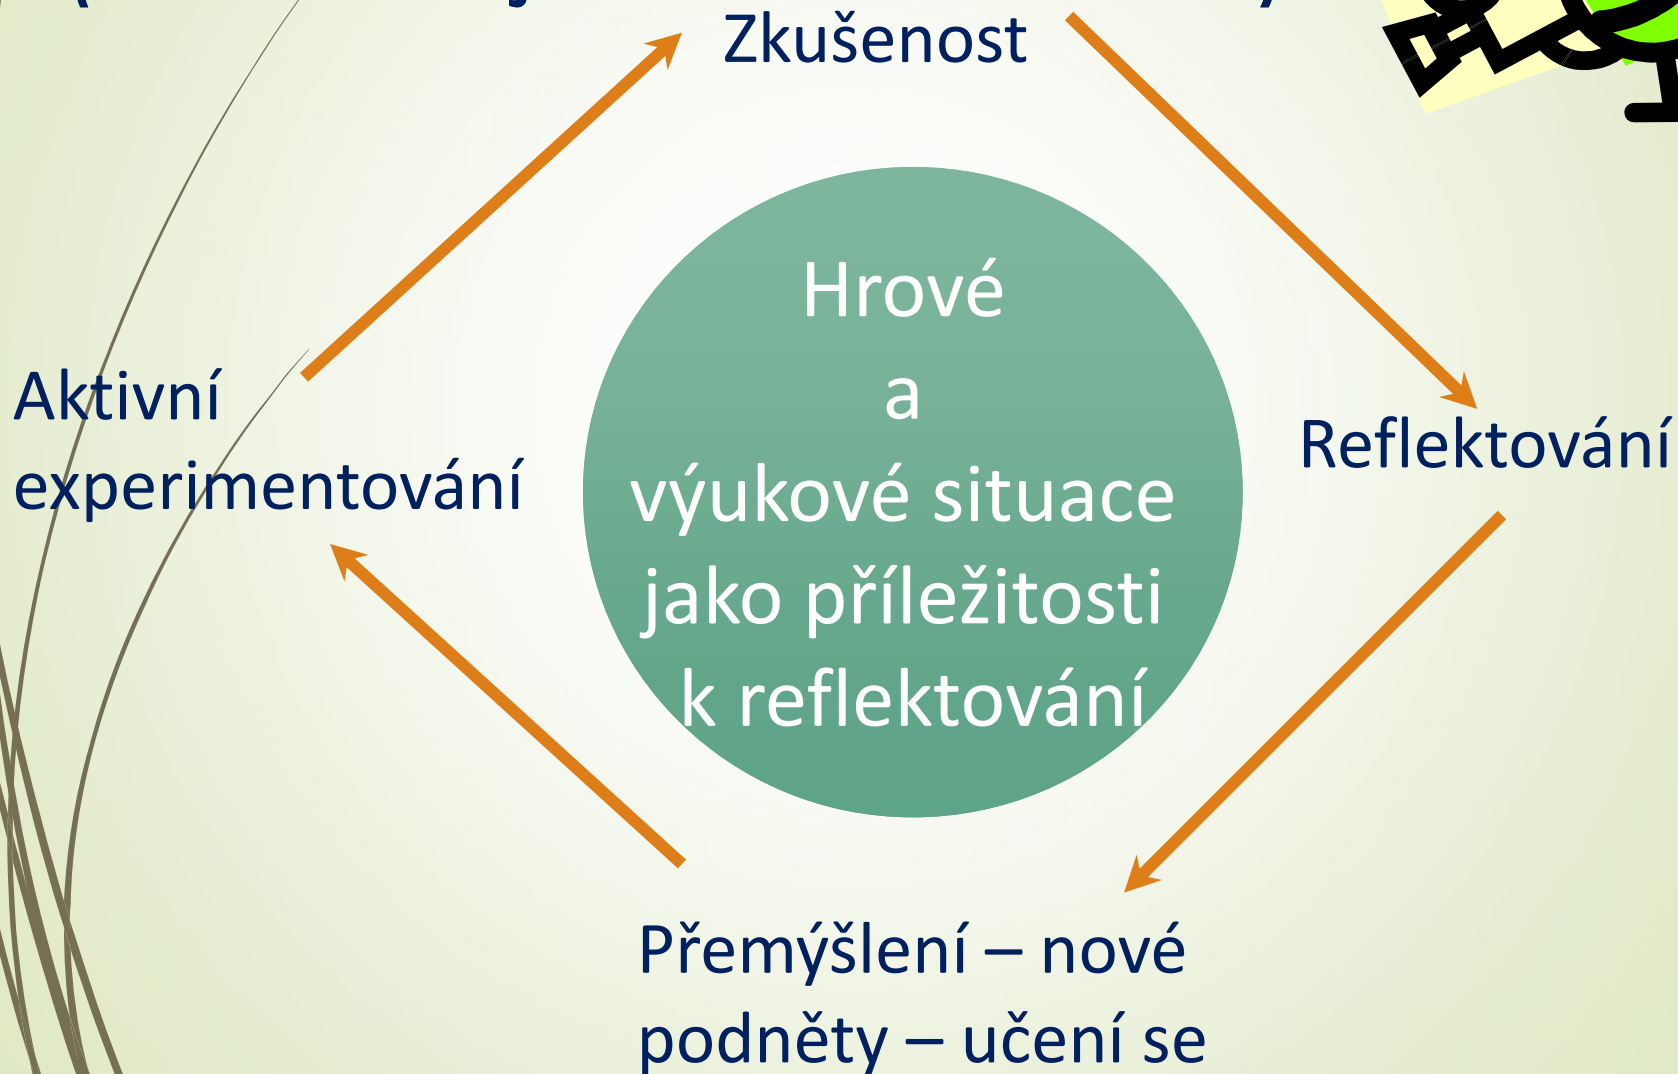 Zkušenost
Hrové
a
výukové situace
jako příležitosti
k reflektování
Aktivní
experimentování
Reflektování
Přemýšlení – nové
podněty – učení se